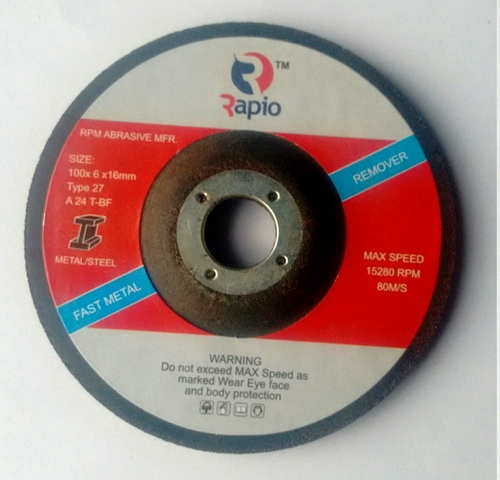 TM
Rapio
RPM ABRASIVE MFR.
SIZE:
100x 6 x16mm
Type 27
A 24 T-BF
METAL/STEEL
FAST METAL
REMOVER
MAX SPEED
15280 RPM
80M/S
WARNING
Do not exceed MAX Speed as
marked Wear Eye face
and body protection